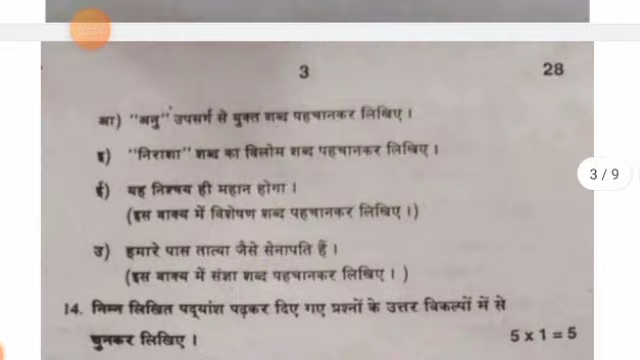 3 28
आ) "अनु" उपसर्ग से युक्त शब्द पहचानकर लिखिए ।
इ) "निराशा" शब्द का विलोम शब्द पहचानकर लिखिए ।
3 / 9
ई) यह निश्चय ही महान होगा ।
(इस वाक्य में विशेषण शब्द पहचानकर लिखिए ।)
उ) हमारे पास तात्या जैसे सेनापति हैं ।
(इस वाक्य में संज्ञा शब्द पहचानकर लिखिए । )
14. निम्न लिखित पद्यांश पढ़कर दिए गए प्रश्नों के उत्तर विकल्पों में से
चुनकर लिखिए । 5 x 1 = 5